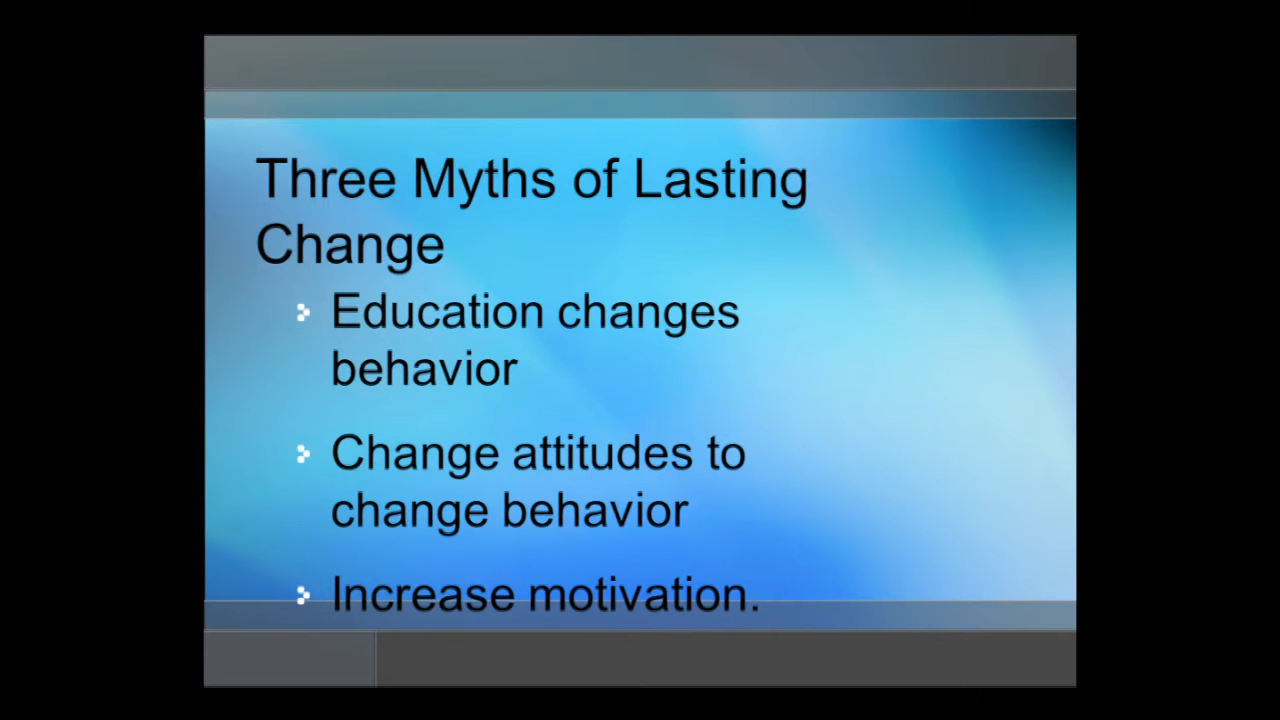 Three Myths of Lasting
Change
Education changes
behavior
Change attitudes to
change behavior
Increase motivation.